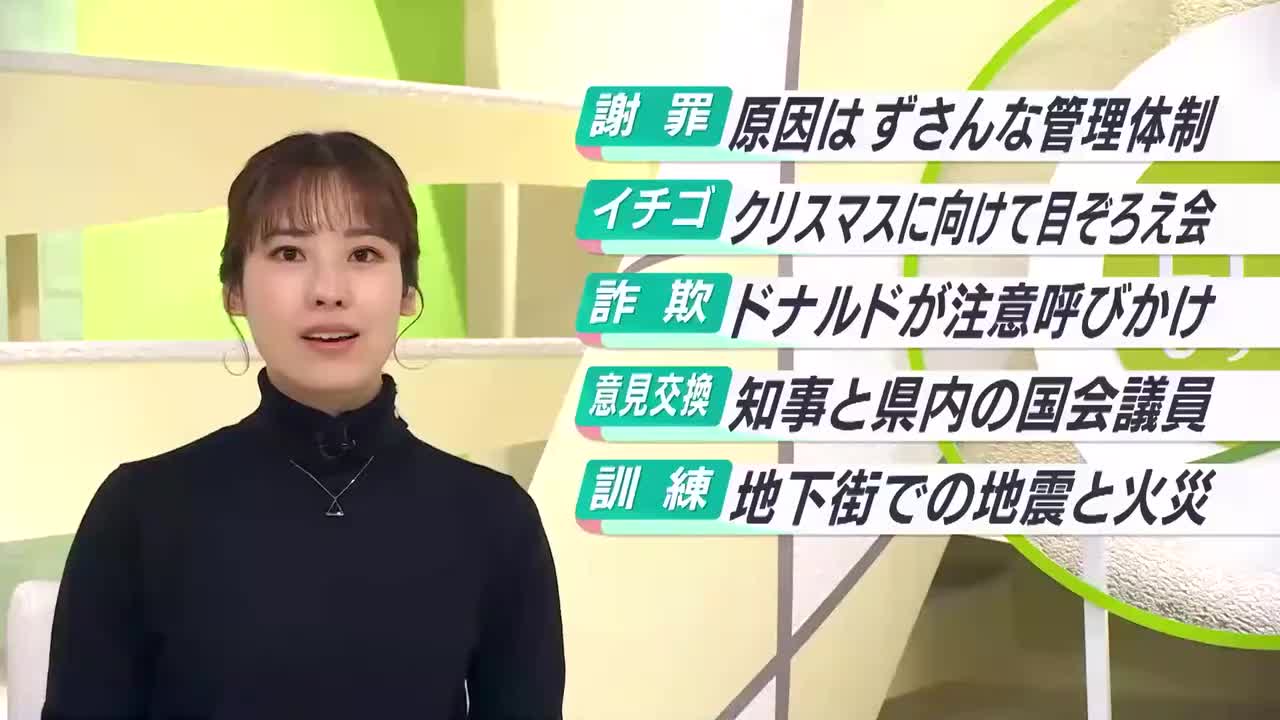 謝罪 原因は ずさんな管理体制
イチゴ クリスマスに向けて目ぞろえ会
詐欺 ドナルドが注意呼びかけ
意見交換 知事と県内の国会議員
訓練 地下街での地震と火災